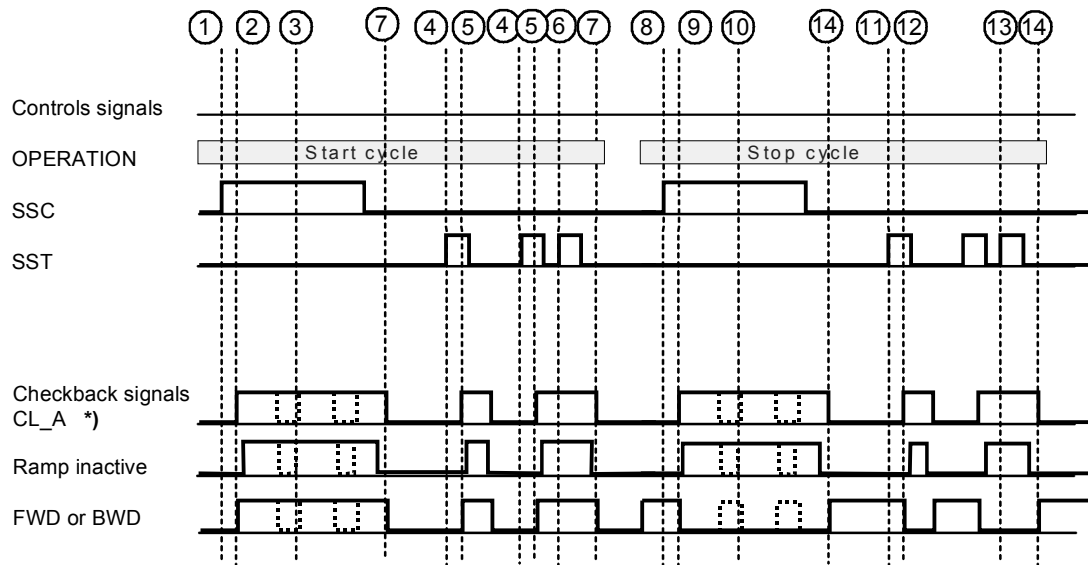 1 2 3 7 4 5 4 5 6 7 8 9 10 14 11 12 13 14
Controls signals
OPERATION Start cycle Stop cycle
SSC
SST
Checkback signals
CL_A *)
Ramp inactive
FWD or BWD